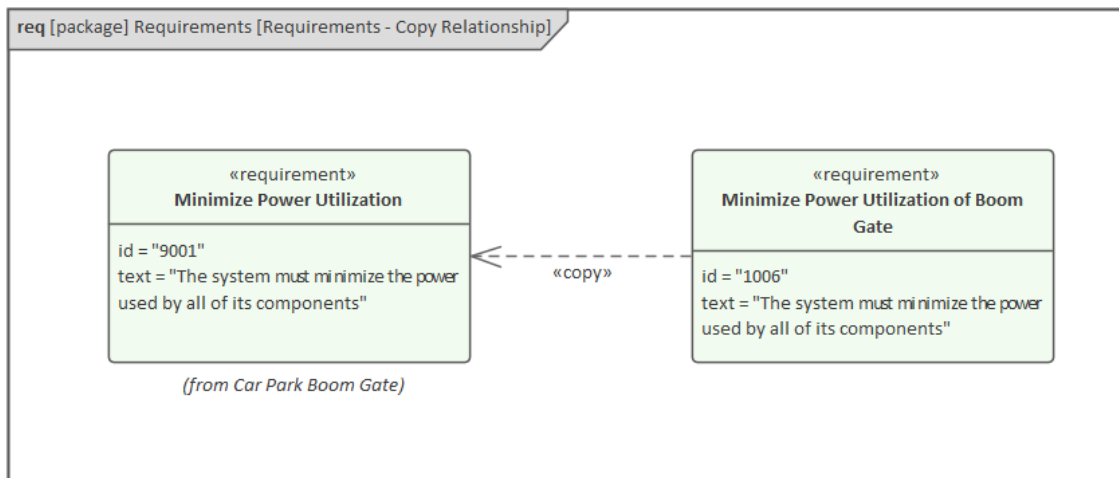 req [package] Requirements [Requirements - Copy Relationship]
«requirement»
Minimize Power Utilization
id = "9001"
text = "The system must minimize the power
used by all of its components"
(from Car Park Boom Gate)
«copy»
«requirement»
Minimize Power Utilization of Boom
Gate
id = "1006"
text = "The system must minimize the power
used by all of its components"